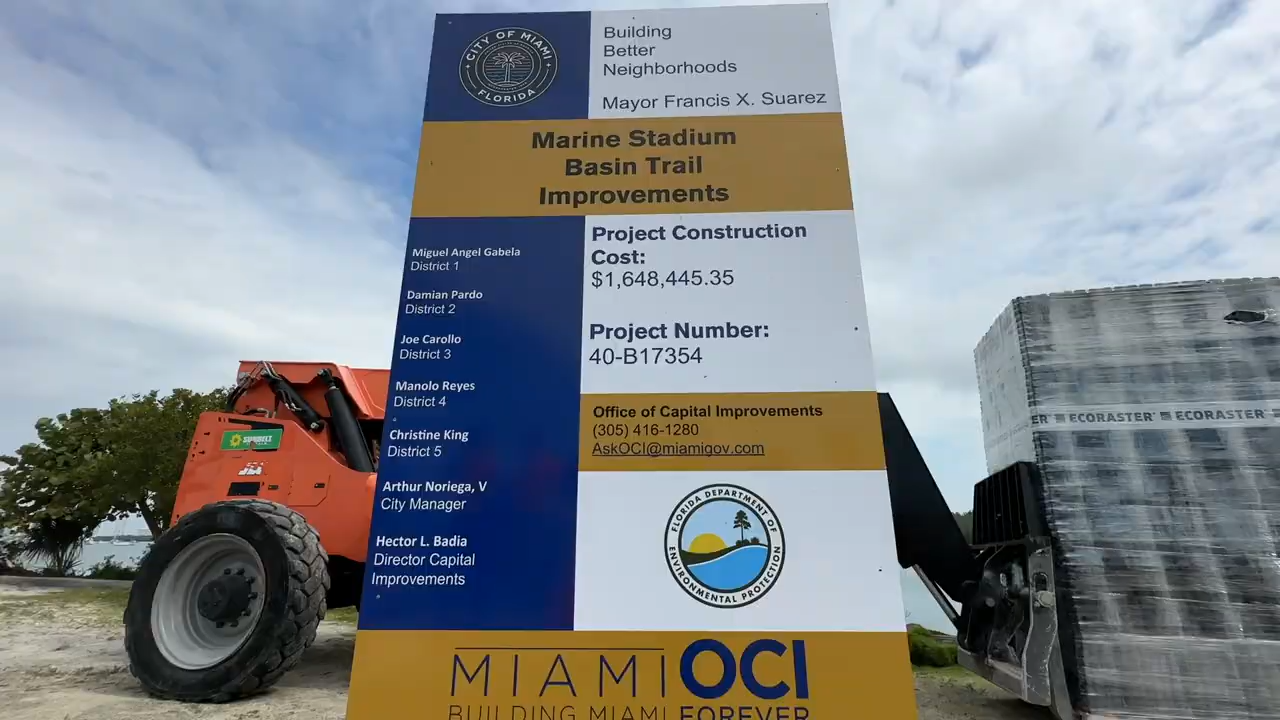 CITY OF MIAMI
FLORIDA
Building
Better
Neighborhoods
Mayor Francis X. Suarez
Marine Stadium
Basin Trail
Improvements
Miguel Angel Gabela
District 1
Damian Pardo
District 2
Joe Carollo
District 3
Manolo Reyes
District 4
Christine King
District 5
Arthur Noriega, V
City Manager
Hector L. Badia
Director Capital
Improvements
Project Construction
Cost:
$1,648,445.35
Project Number:
40-B17354
Office of Capital Improvements
(305) 416-1280
AskOCI@miamigov.com
FLORIDA DEPARTMENT OF
ENVIRONMENTAL PROTECTION
MIAMI OCI
BUILDING MIAMI FOREVER
SUNBELT
ER ECORASTER ECORASTER